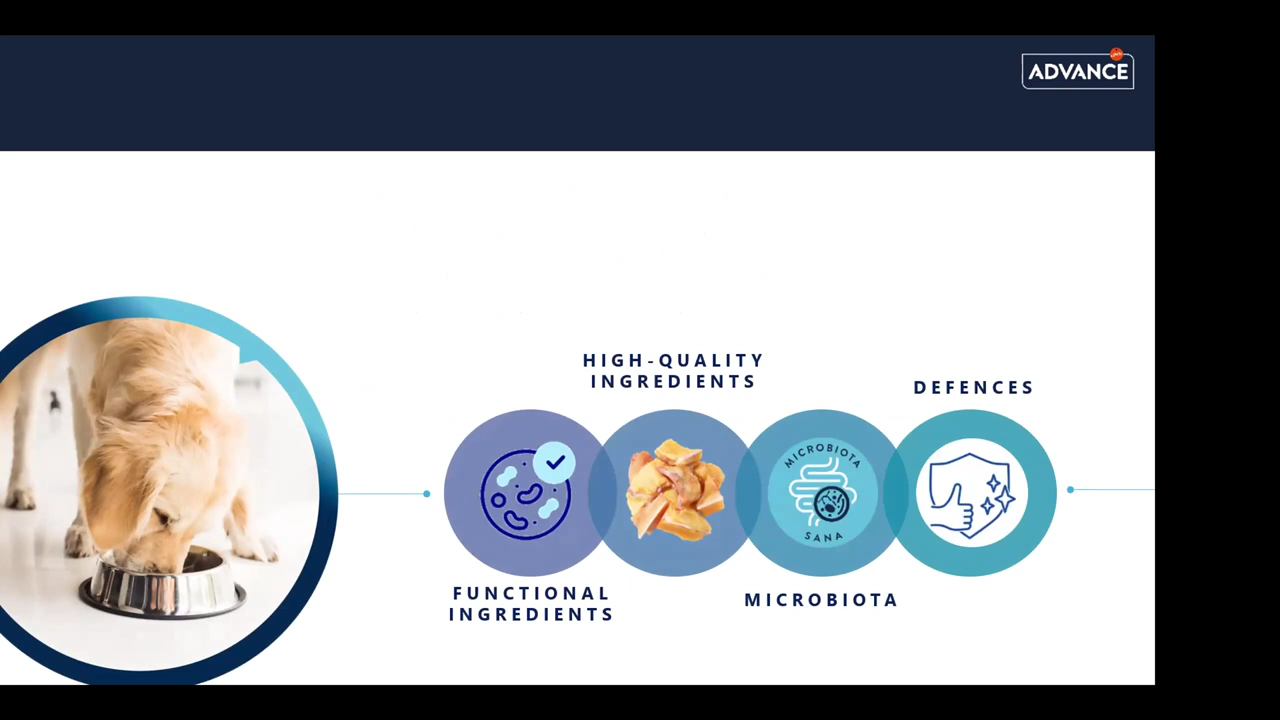 ADVANCE
HIGH-QUALITY
INGREDIENTS
DEFENCES
MICROBIOTA
SANA
FUNCTIONAL
INGREDIENTS
MICROBIOTA